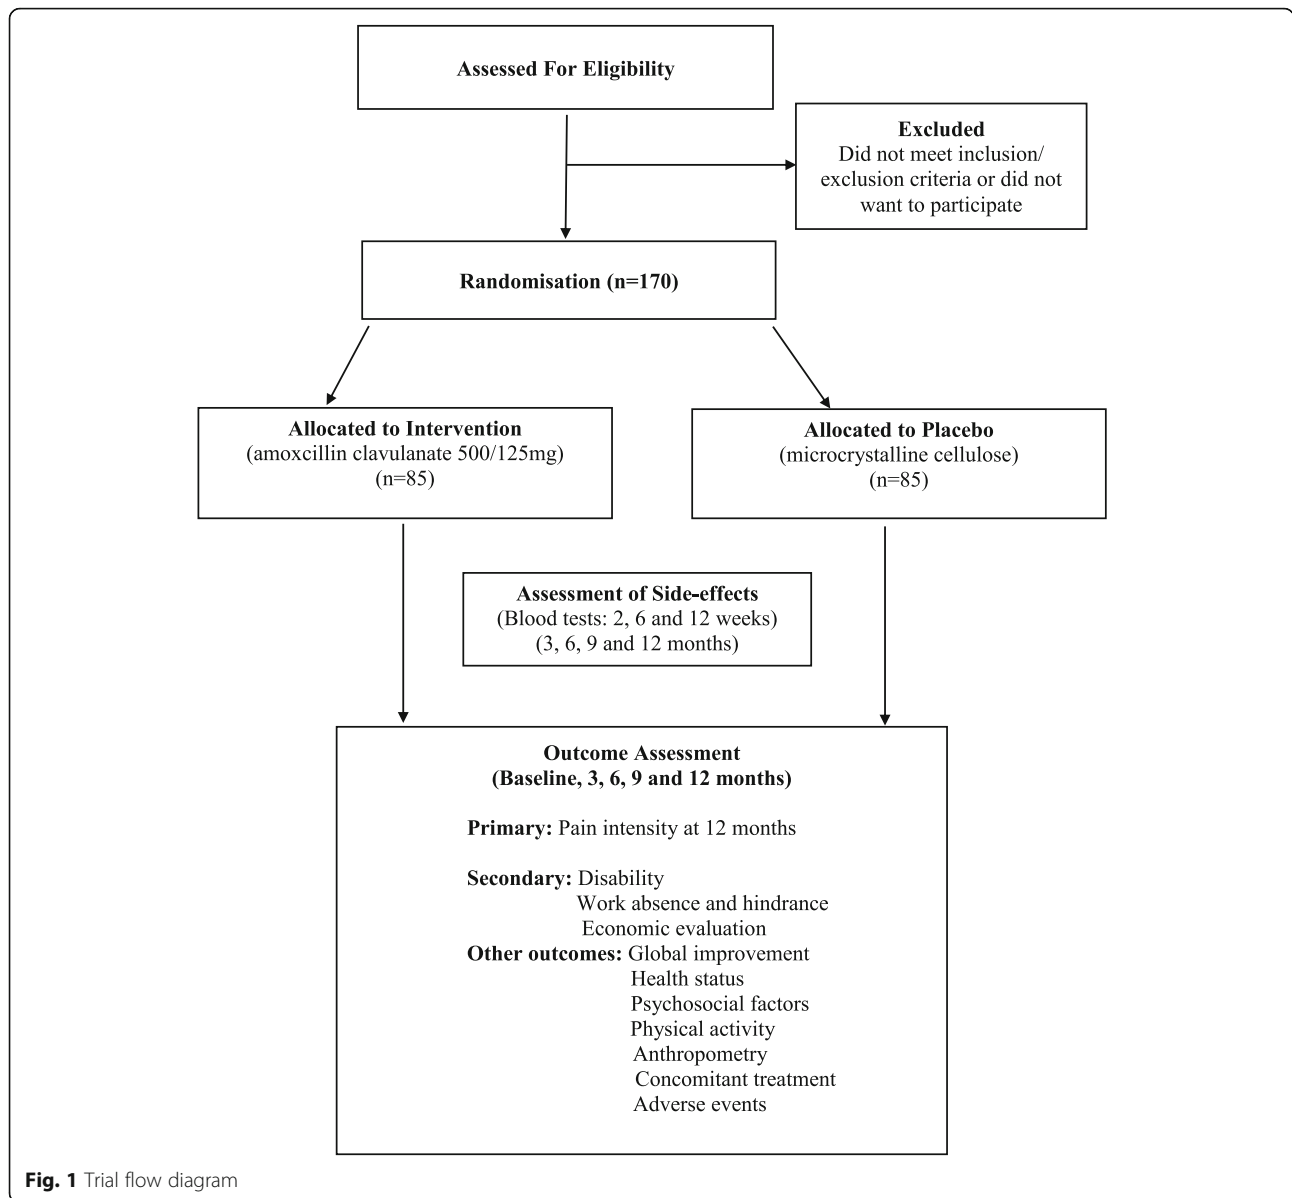 Assessed For Eligibility
Excluded
Did not meet inclusion/
exclusion criteria or did not
want to participate
Randomisation (n=170)
Allocated to Intervention
(amoxcillin clavulanate 500/125mg)
(n=85)
Allocated to Placebo
(microcrystalline cellulose)
(n=85)
Assessment of Side-effects
(Blood tests: 2, 6 and 12 weeks)
(3, 6, 9 and 12 months)
Outcome Assessment
(Baseline, 3, 6, 9 and 12 months)
Primary: Pain intensity at 12 months
Secondary: Disability
Work absence and hindrance
Economic evaluation
Other outcomes: Global improvement
Health status
Psychosocial factors
Physical activity
Anthropometry
Concomitant treatment
Adverse events
Fig. 1 Trial flow diagram